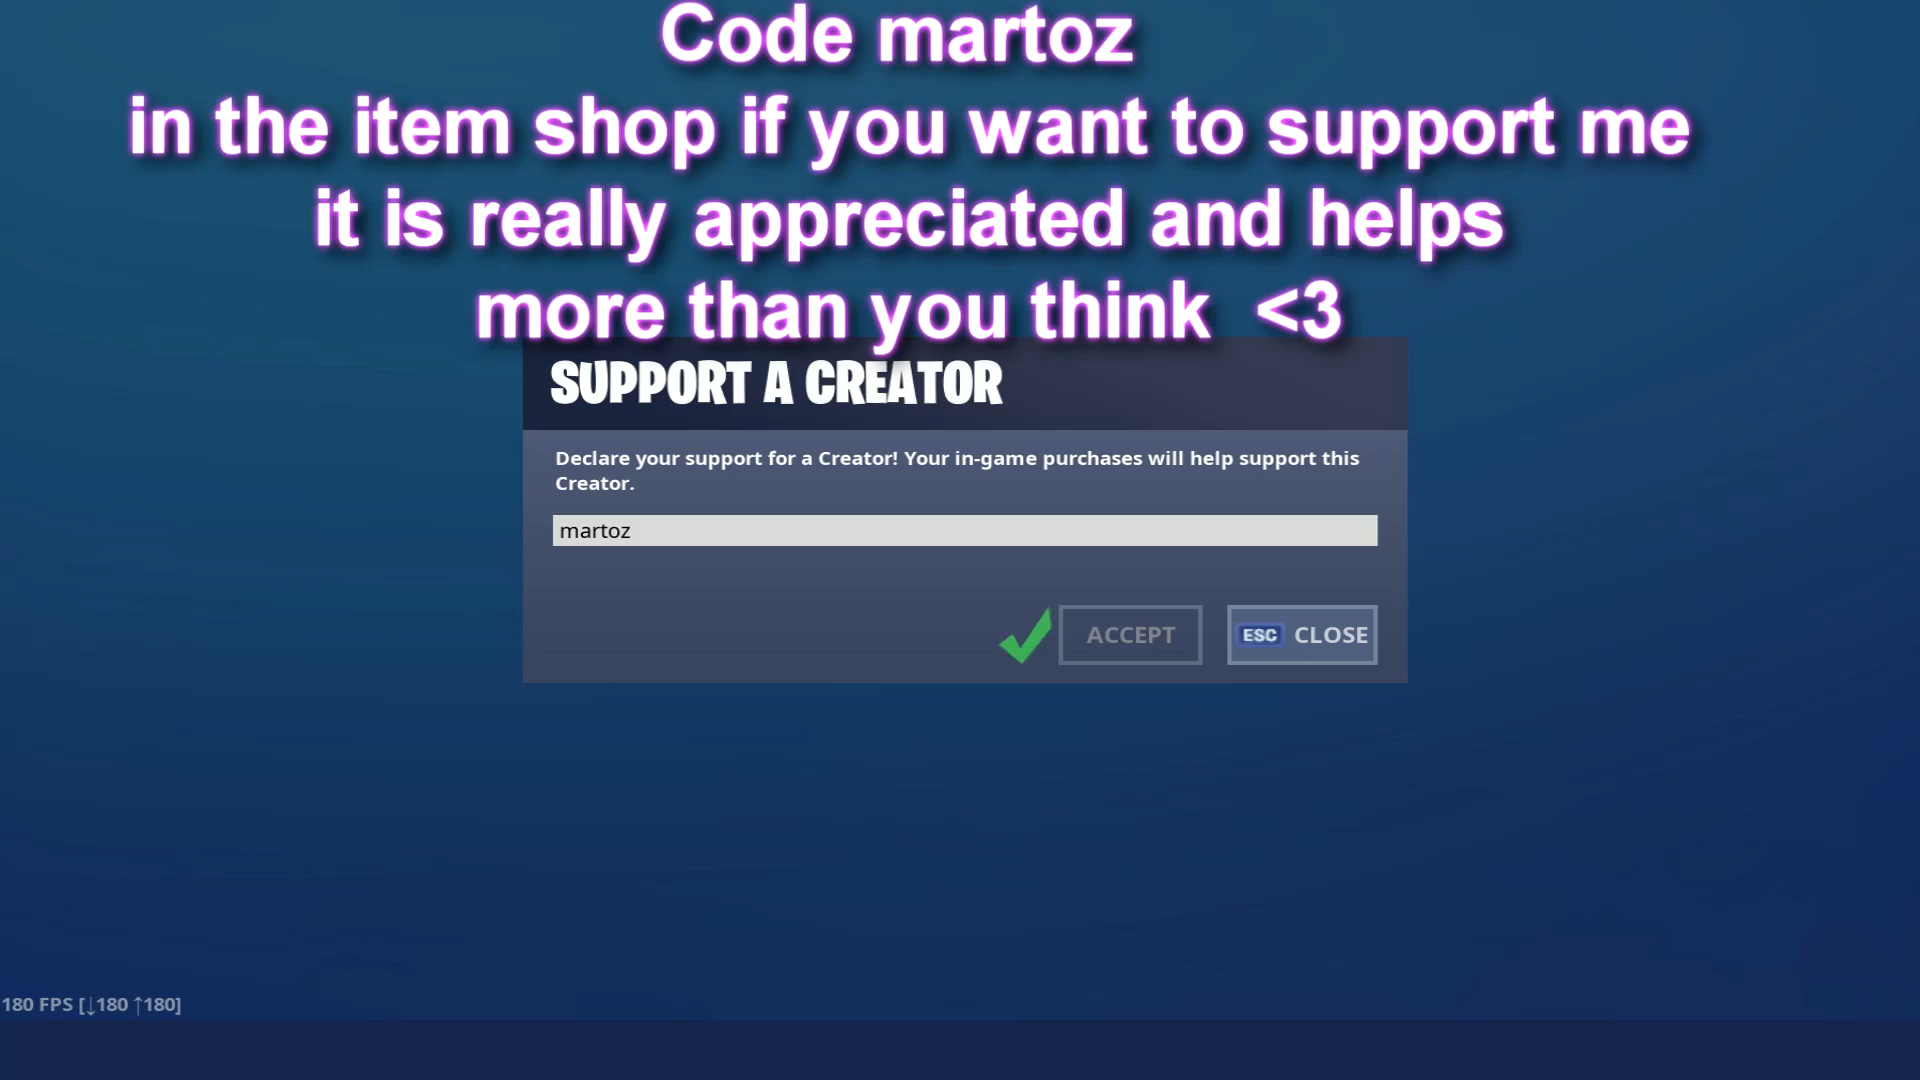 Code martoz
in the item shop if you want to support me
it is really appreciated and helps
more than you think <3
SUPPORT A CREATOR
Declare your support for a Creator! Your in-game purchases will help support this
Creator.
martoz
ACCEPT
ESC CLOSE
180 FPS [↓180 ↑180]